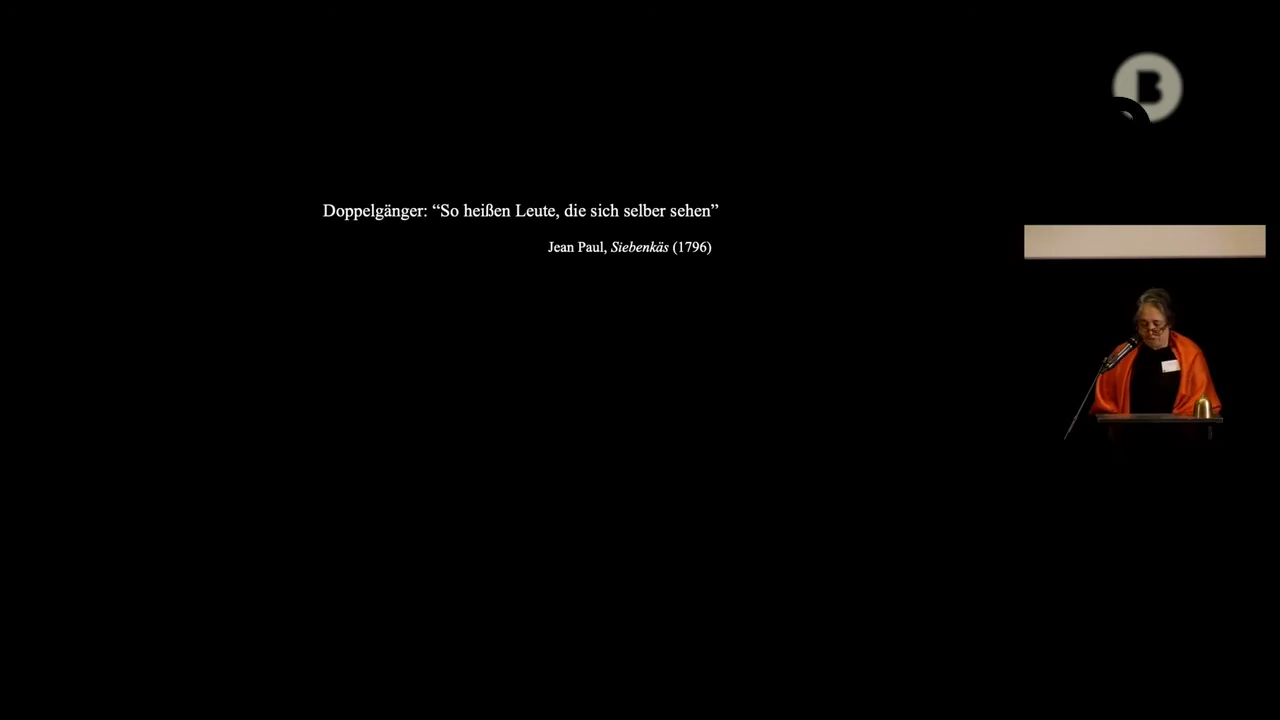 B
Doppelgänger: “So heißen Leute, die sich selber sehen”
Jean Paul, Siebenkäs (1796)